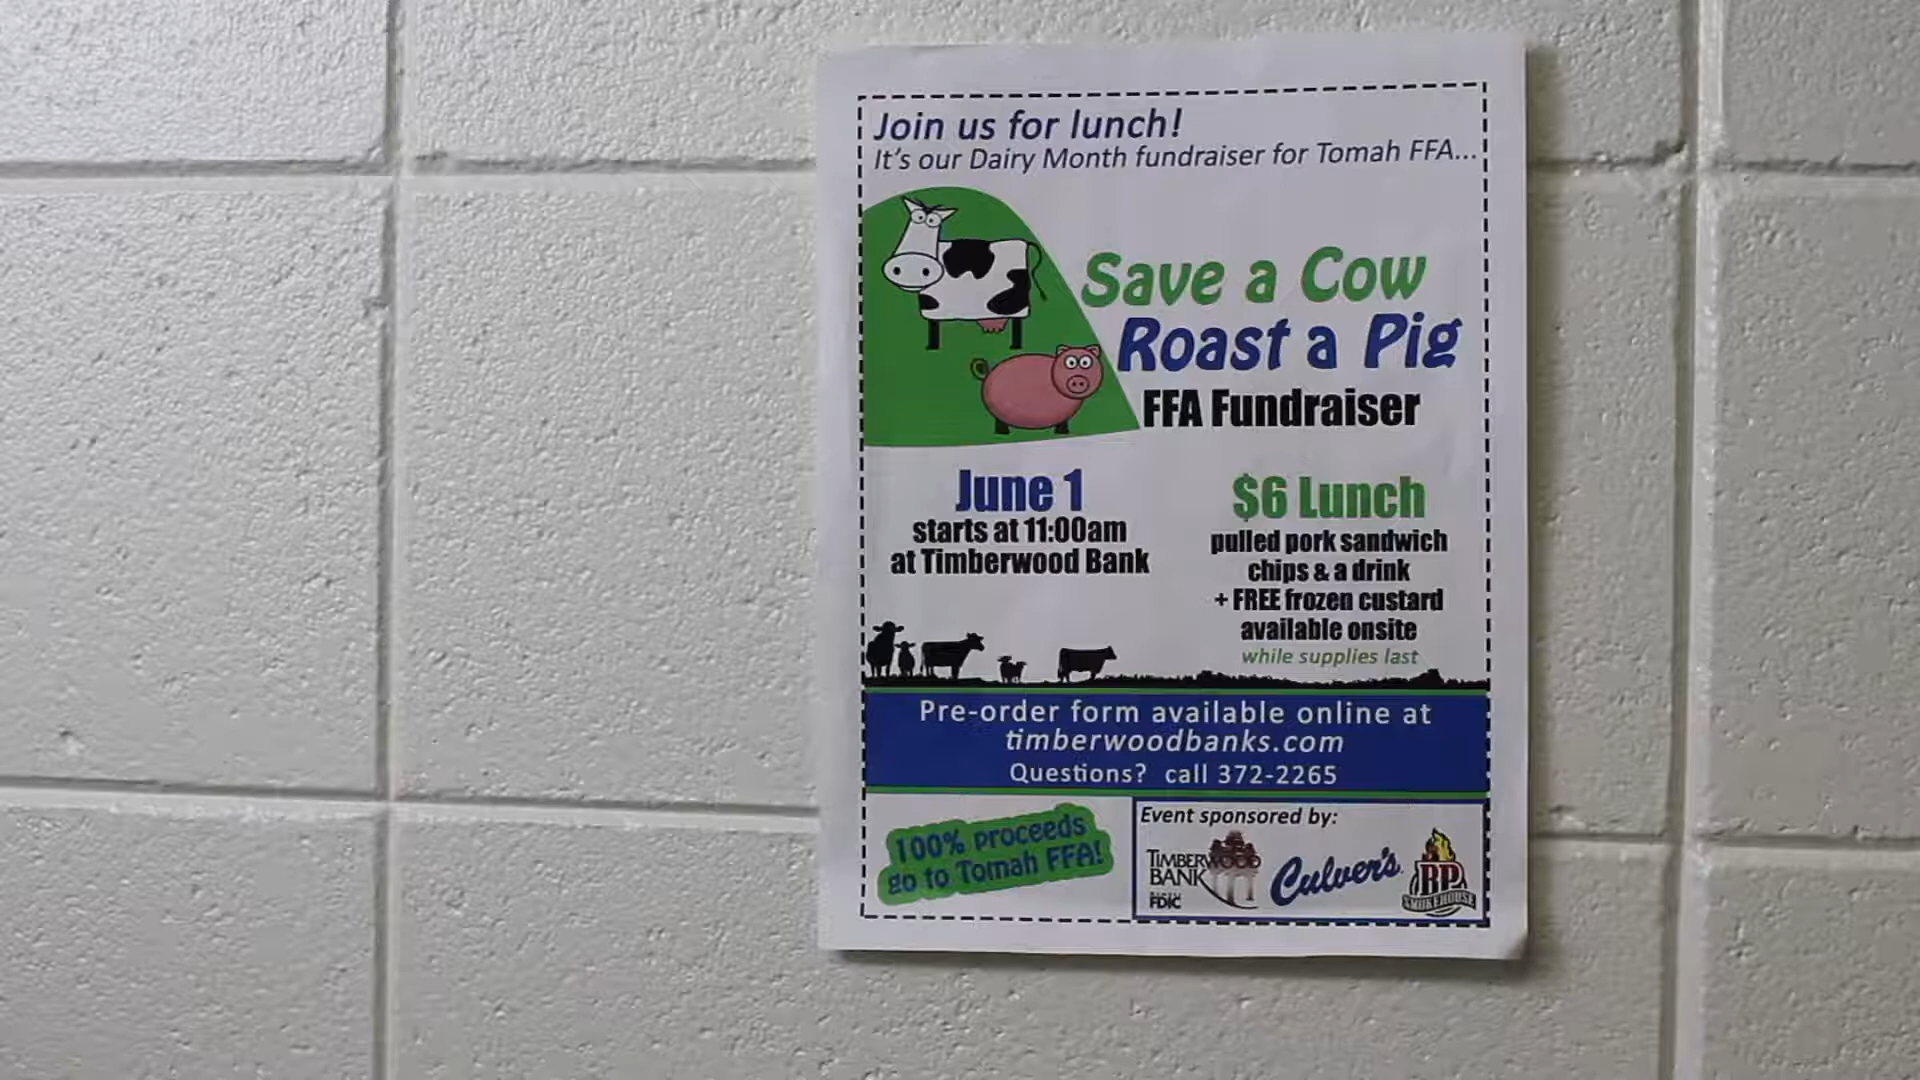 Join us for lunch!
It's our Dairy Month fundraiser for Tomah FFA...
Save a Cow
Roast a Pig
FFA Fundraiser
June 1
starts at 11:00am
at Timberwood Bank
$6 Lunch
pulled pork sandwich
chips & a drink
+ FREE frozen custard
available onsite
while supplies last
Pre-order form available online at
timberwoodbanks.com
Questions? call 372-2265
100% proceeds
go to Tomah FFA!
Event sponsored by:
TIMBERWOOD
BANK
FDIC
Culver's
BP
SMOKEHOUSE